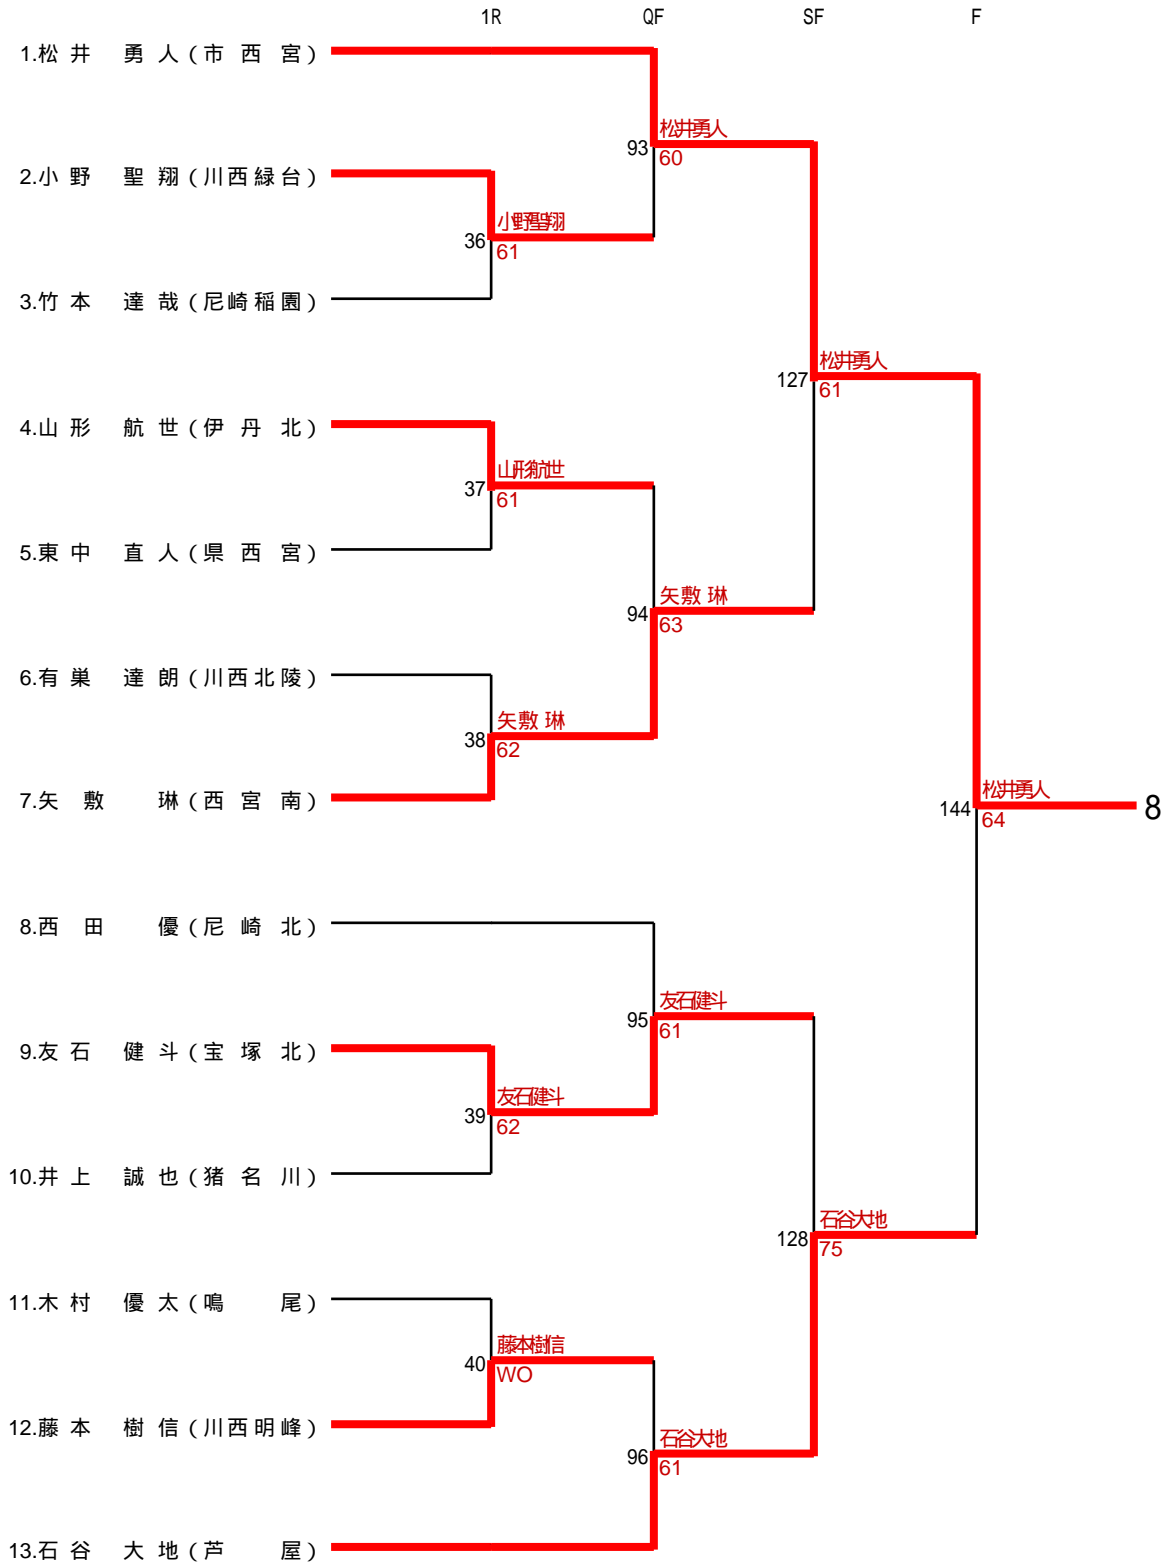 1R QF SF F
1.松井 勇人(市西宮)
松井勇人
93
60
2.小野 聖翔(川西緑台)
小野聖翔
36
61
3.竹本 達哉(尼崎稲園)
松井勇人
127
61
4.山形 航世(伊丹北)
山形航世
37
61
5.東中 直人(県西宮)
矢敷 琳
94
63
6.有巣 達朗(川西北陵)
矢敷 琳
38
62
7.矢敷 琳(西宮南)
松井勇人
144
64
8
8.西田 優(尼崎北)
友石健斗
95
61
9.友石 健斗(宝塚北)
友石健斗
39
62
10.井上 誠也(猪名川)
石谷大地
128
75
11.木村 優太(鳴尾)
藤本樹信
40
WO
12.藤本 樹信(川西明峰)
石谷大地
96
61
13.石谷 大地(芦屋)